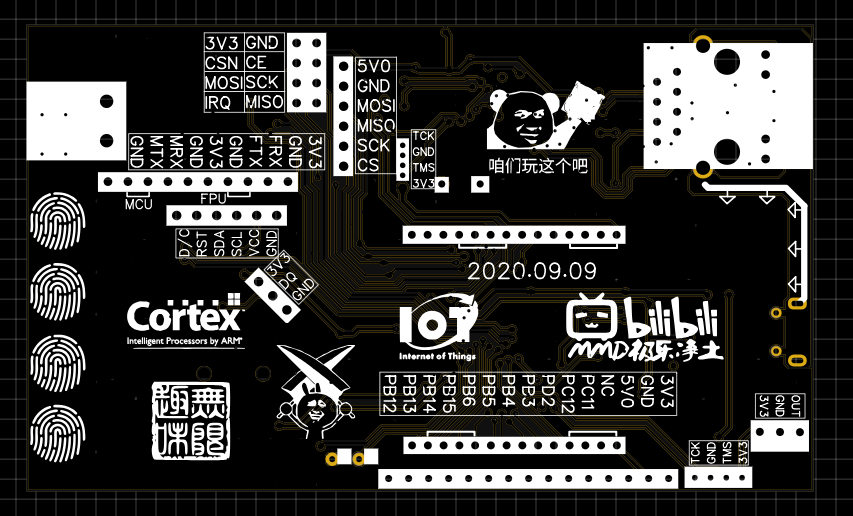 3V3 GND
CSN CE
MOSI SCK
IRQ MISO
5V0
GND
MOSI
MISO
SCK
CS
TCK
GND
TMS
3V3
咱们玩这个吧
GND
MTX
MRX
GND
3V3
GND
FTX
FRX
GND
3V3
MCU
FPU
D/C
RST
SDA
SCL
VCC
GND
3V3
DQ
GND
2020.09.09
Cortex
Intelligent Processors by ARM®
IoT
Internet of Things
bilibili
MMD极乐净土
無限
趣味
PB12
PB13
PB14
PB15
PB6
PB5
PB4
PB3
PD2
PC12
PC11
NC
5V0
GND
3V3
3V3
GND
OUT
TCK
GND
TMS
3V3